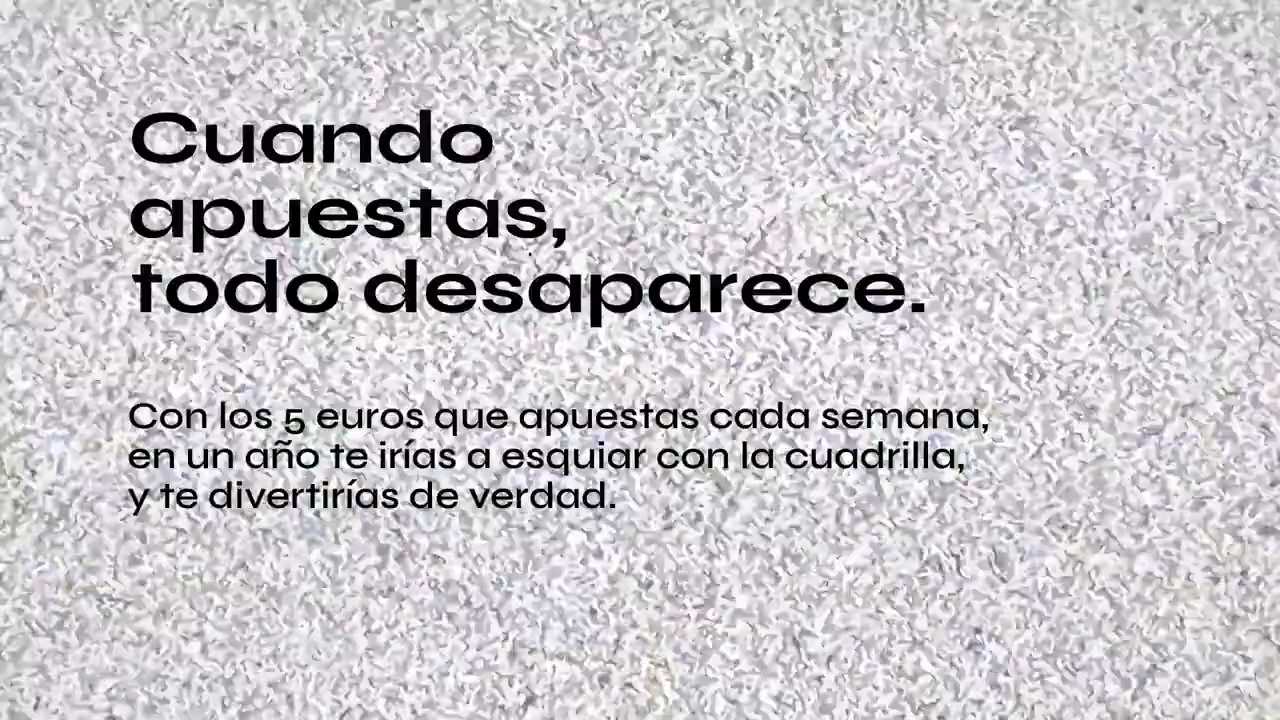 Cuando
apuestas,
todo desaparece.
Con los 5 euros que apuestas cada semana,
en un año te irías a esquiar con la cuadrilla,
y te divertirías de verdad.